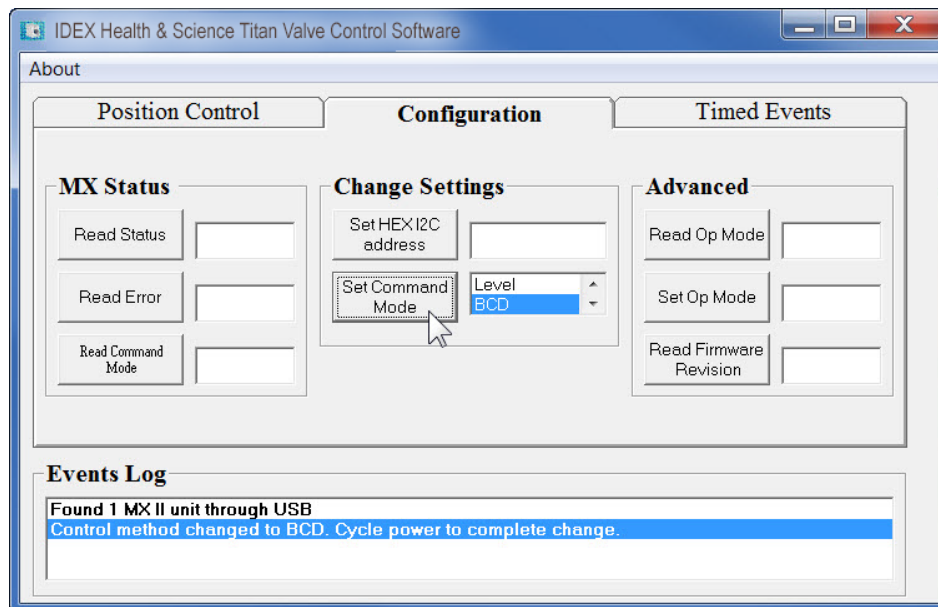 IDEX Health & Science Titan Valve Control Software
About
Position Control
Configuration
Timed Events
MX Status
Read Status
Read Error
Read Command
Mode
Change Settings
Set HEX I2C
address
Set Command
Mode
Level
BCD
Advanced
Read Op Mode
Set Op Mode
Read Firmware
Revision
Events Log
Found 1 MX II unit through USB
Control method changed to BCD. Cycle power to complete change.